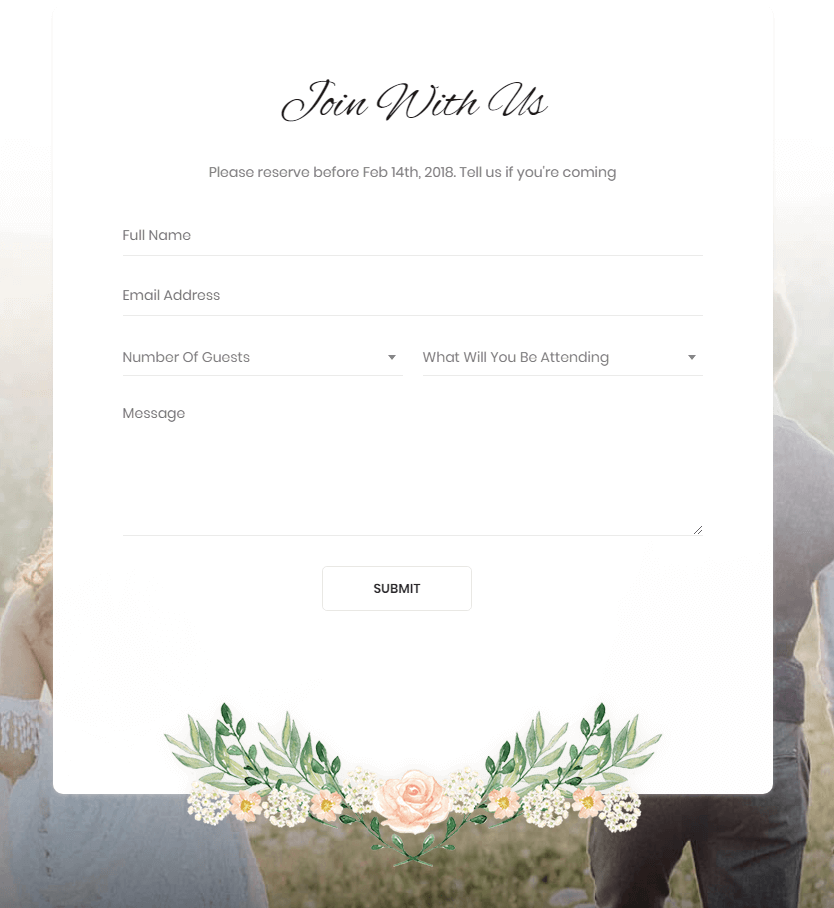 Join With Us
Please reserve before Feb 14th, 2018. Tell us if you're coming
Full Name
Email Address
Number Of Guests
What Will You Be Attending
Message
SUBMIT